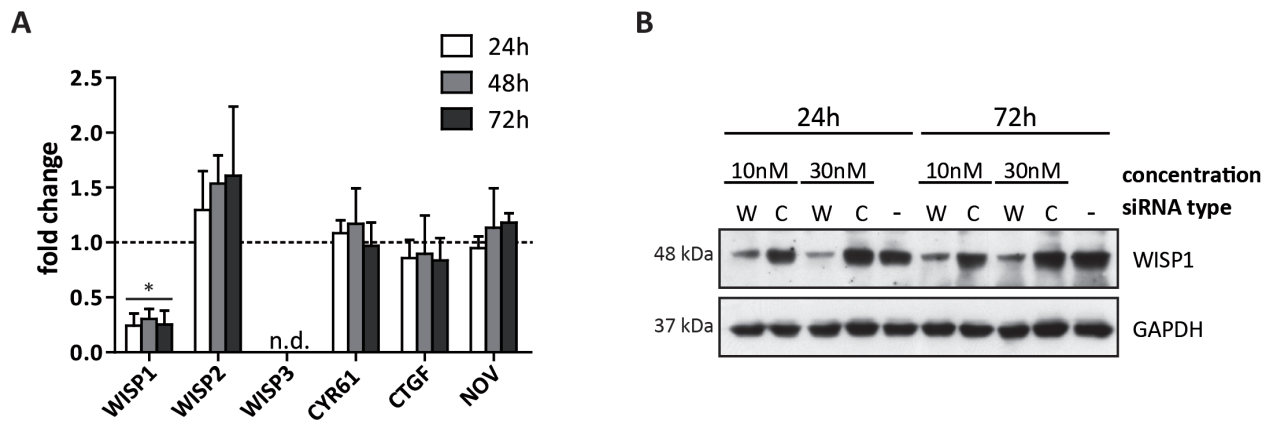 A
24h
48h
72h
fold change
2.5
2.0
1.5
1.0
0.5
0.0
*
n.d.
WISP1
WISP2
WISP3
CYR61
CTGF
NOV
B
24h 72h
10nM 30nM 10nM 30nM concentration
W C W C - W C W C - siRNA type
48 kDa WISP1
37 kDa GAPDH